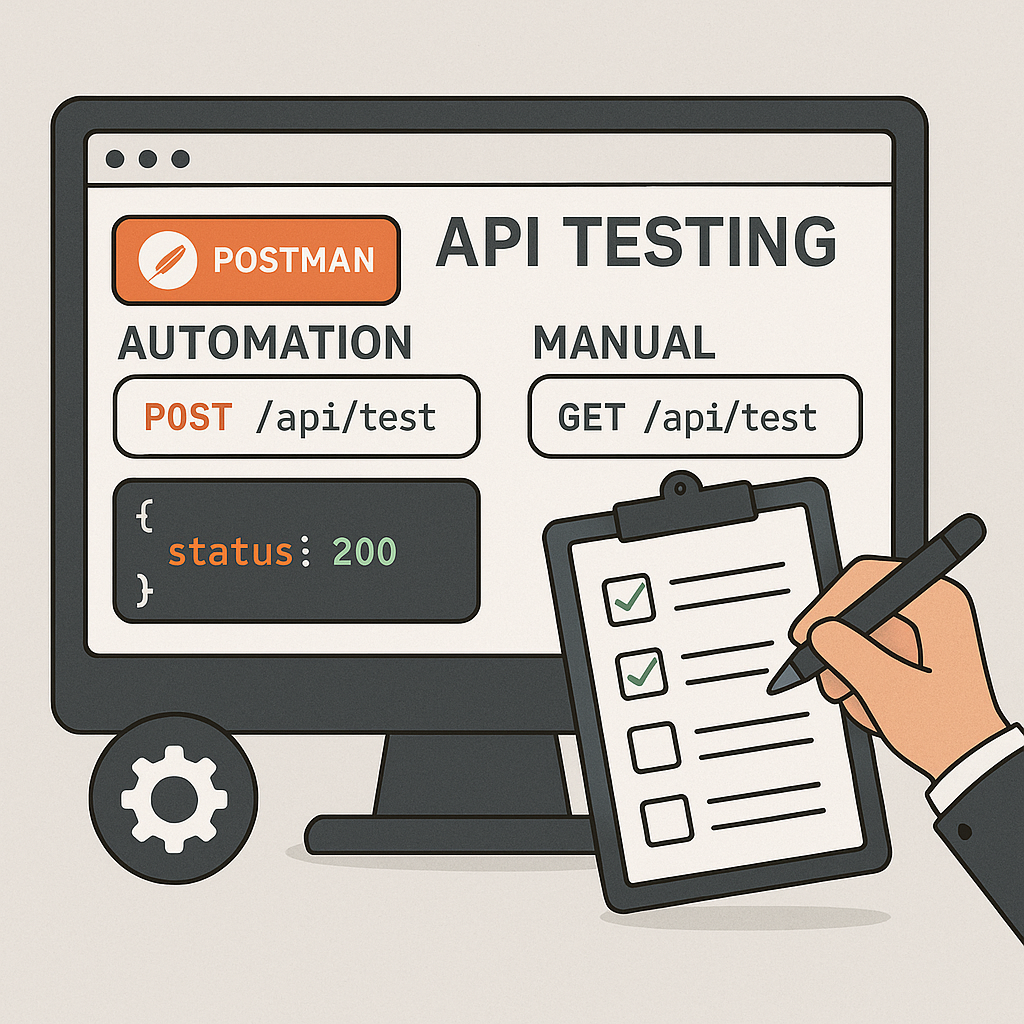 POSTMAN
API TESTING
AUTOMATION
POST /api/test
{
status: 200
}
MANUAL
GET /api/test